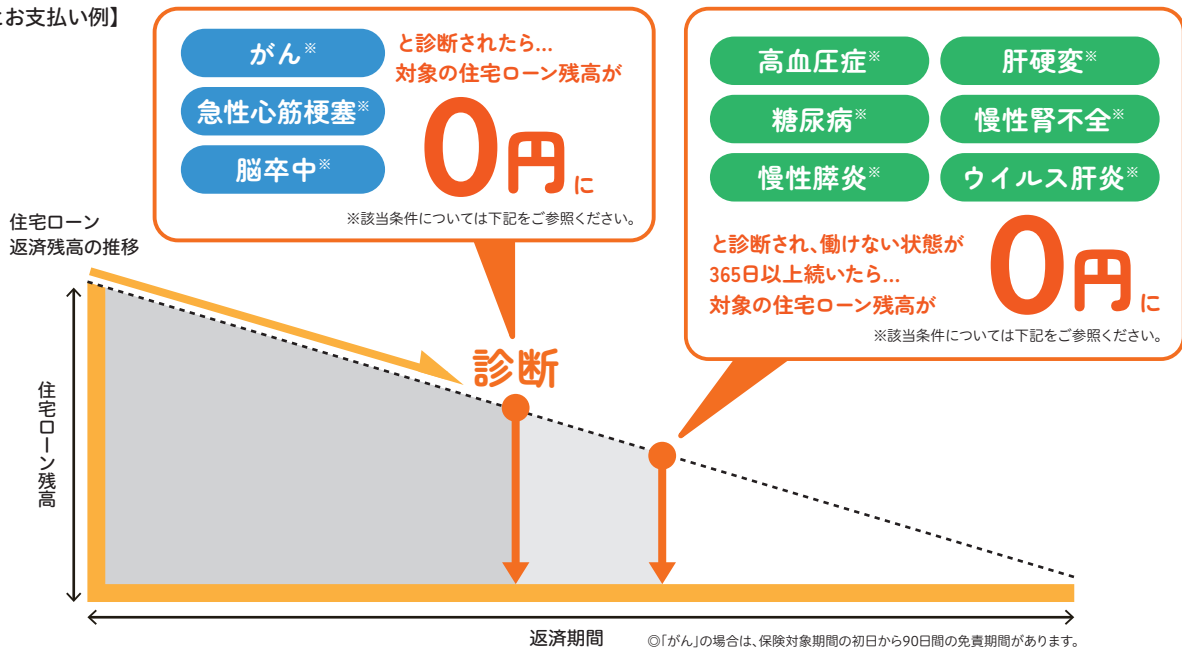 とお支払い例】
がん※
急性心筋梗塞※
脳卒中※
と診断されたら…
対象の住宅ローン残高が
0円に
※該当条件については下記をご参照ください。
高血圧症※
肝硬変※
糖尿病※
慢性腎不全※
慢性膵炎※
ウイルス肝炎※
と診断され、働けない状態が
365日以上続いたら…
対象の住宅ローン残高が
0円に
※該当条件については下記をご参照ください。
住宅ローン
返済残高の推移
診断
住宅ローン残高
返済期間
◎「がん」の場合は、保険対象期間の初日から90日間の免責期間があります。